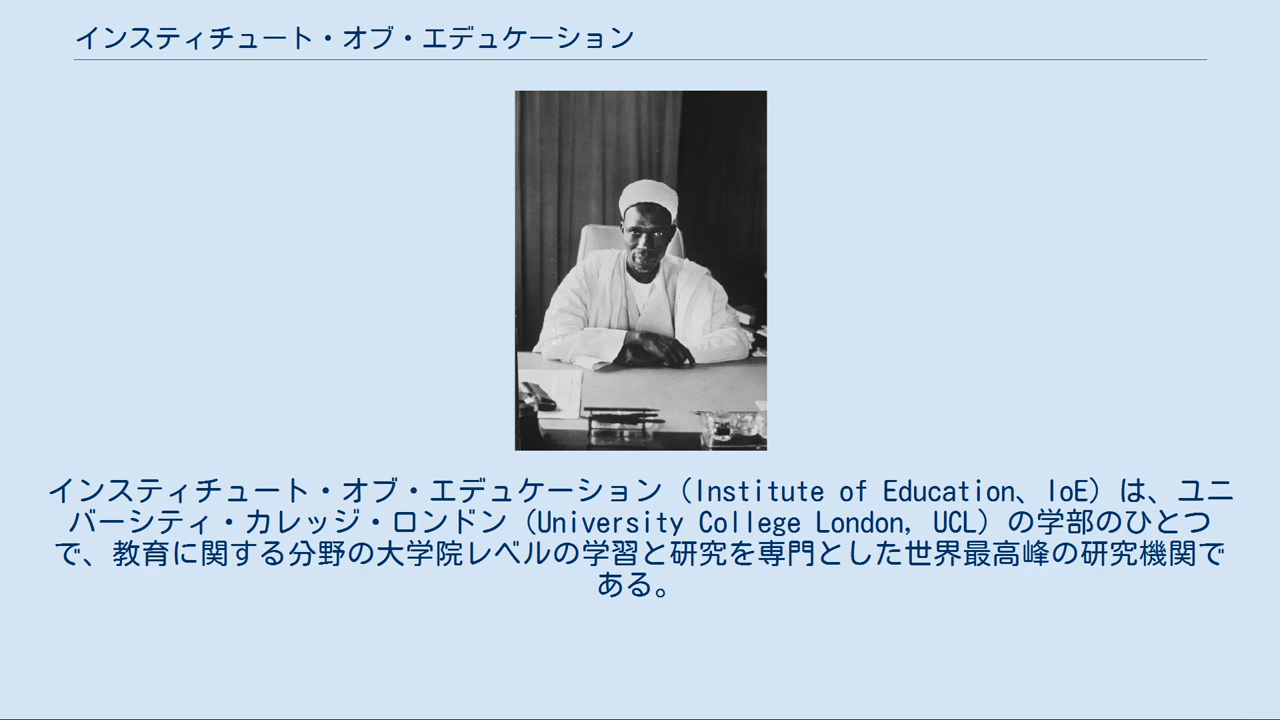 インスティチュート・オブ・エデュケーション
インスティチュート・オブ・エデュケーション（Institute of Education、IoE）は、ユニ
バーシティ・カレッジ・ロンドン（University College London, UCL）の学部のひとつ
で、教育に関する分野の大学院レベルの学習と研究を専門とした世界最高峰の研究機関で
ある。